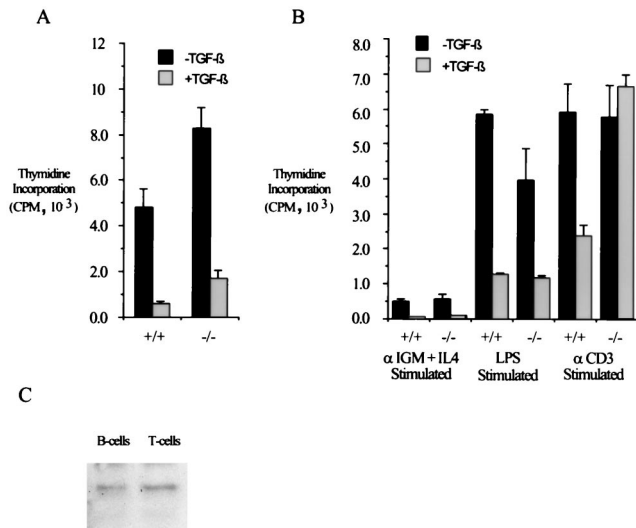 A
12
10
8.0
6.0
4.0
2.0
0.0
-TGF-ß
+TGF-ß
Thymidine
Incorporation
(CPM, 10 3)
+/+
-/-
B
8.0
7.0
6.0
5.0
4.0
3.0
2.0
1.0
0.0
-TGF-ß
+TGF-ß
Thymidine
Incorporation
(CPM, 10 3)
+/+ -/- +/+ -/- +/+ -/-
α IGM + IL4 LPS α CD3
Stimulated Stimulated Stimulated
C
B-cells T-cells